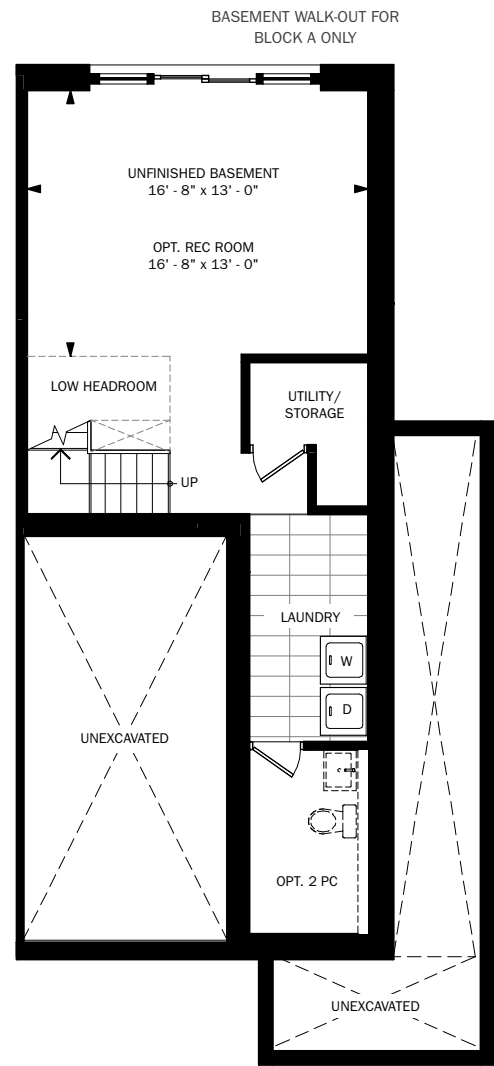 BASEMENT WALK-OUT FOR
BLOCK A ONLY
UNFINISHED BASEMENT
16' - 8" x 13' - 0"
OPT. REC ROOM
16' - 8" x 13' - 0"
LOW HEADROOM
UTILITY/
STORAGE
UP
LAUNDRY
W
D
UNEXCAVATED
OPT. 2 PC
UNEXCAVATED